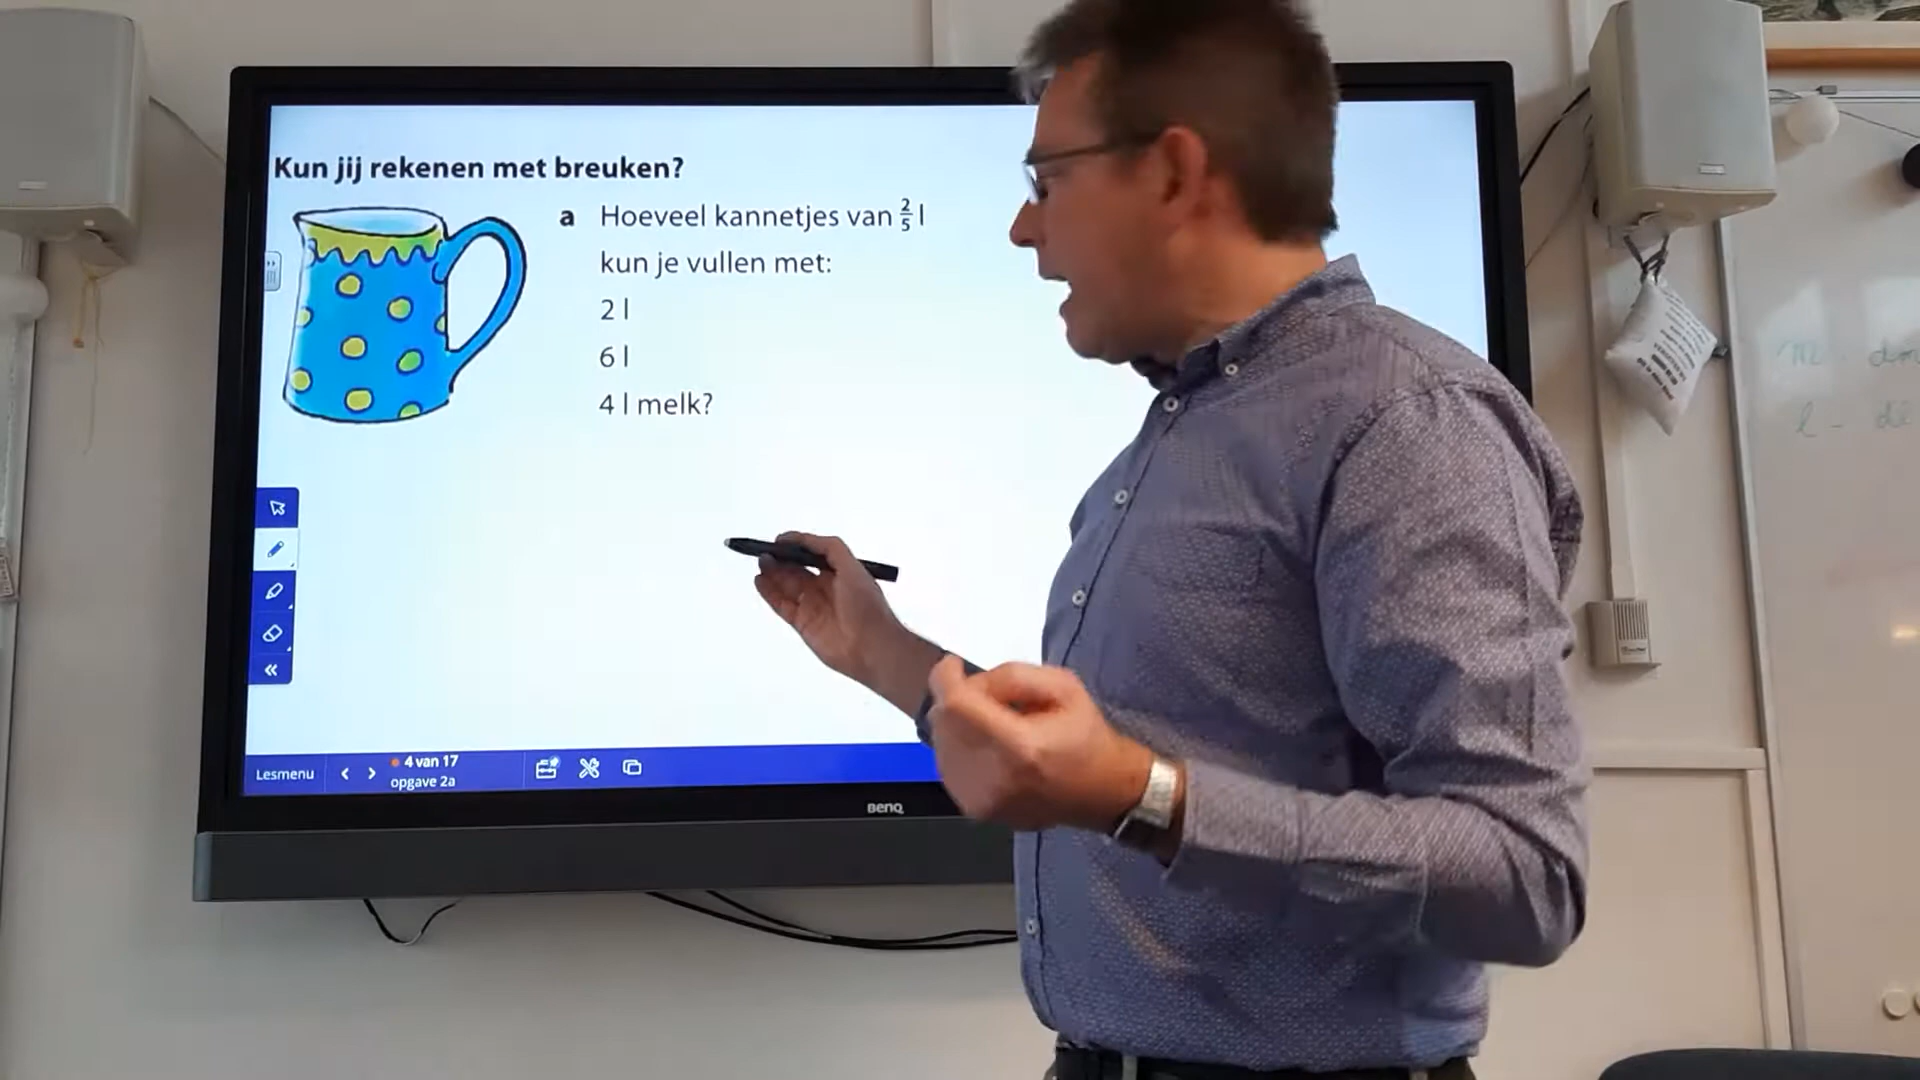 Kun jij rekenen met breuken?
a Hoeveel kannetjes van 2/5 l
kun je vullen met:
2 l
6 l
4 l melk?
Lesmenu
4 van 17
opgave 2a
BenQ